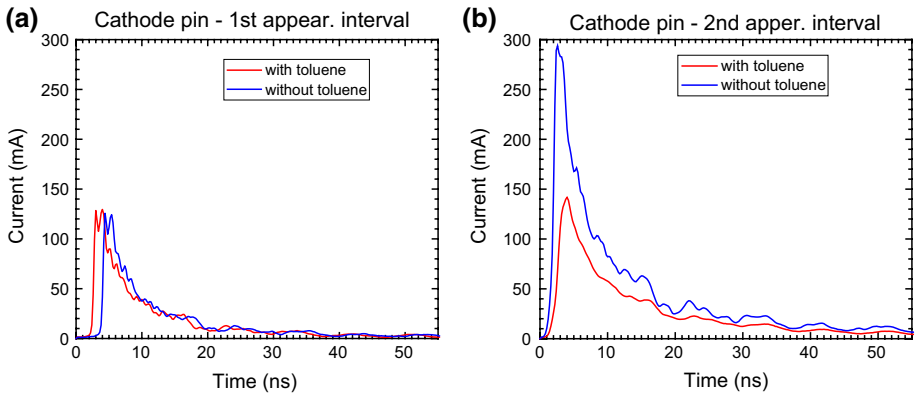 (a)
Cathode pin - 1st appear. interval
300
250
200
150
100
50
0
Current (mA)
with toluene
without toluene
0 10 20 30 40 50
Time (ns)
(b)
Cathode pin - 2nd apper. interval
300
250
200
150
100
50
0
Current (mA)
with toluene
without toluene
0 10 20 30 40 50
Time (ns)